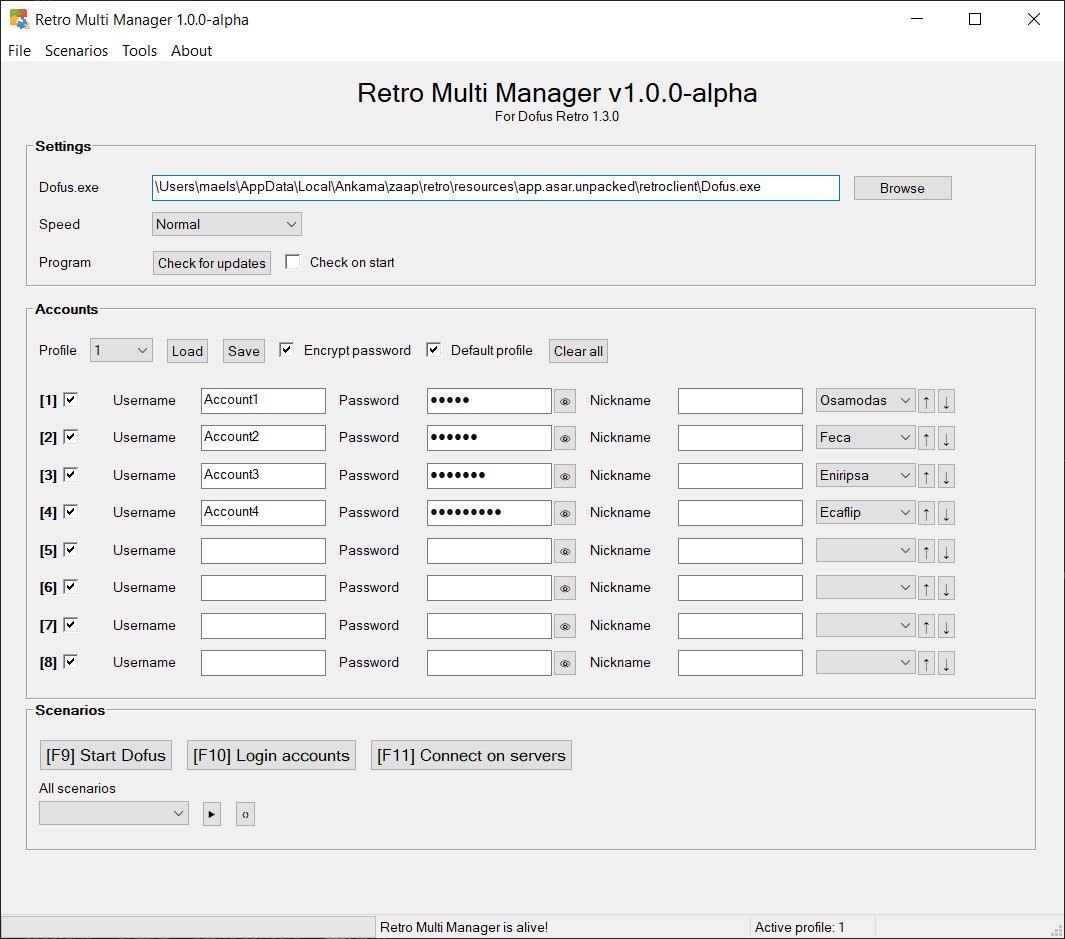 Retro Multi Manager 1.0.0-alpha
File Scenarios Tools About
Retro Multi Manager v1.0.0-alpha
For Dofus Retro 1.3.0
Settings
Dofus.exe \Users\maels\AppData\Local\Ankama\zaap\retro\resources\app.asar.unpacked\retroclient\Dofus.exe Browse
Speed Normal
Program Check for updates Check on start
Accounts
Profile 1 Load Save Encrypt password Default profile Clear all
[1] Username Account1 Password ••••• Nickname Osamodas ↑ ↓
[2] Username Account2 Password •••••• Nickname Feca ↑ ↓
[3] Username Account3 Password ••••••• Nickname Eniripsa ↑ ↓
[4] Username Account4 Password ••••••••• Nickname Ecaflip ↑ ↓
[5] Username Password Nickname ↑ ↓
[6] Username Password Nickname ↑ ↓
[7] Username Password Nickname ↑ ↓
[8] Username Password Nickname ↑ ↓
Scenarios
[F9] Start Dofus [F10] Login accounts [F11] Connect on servers
All scenarios
Retro Multi Manager is alive! Active profile: 1